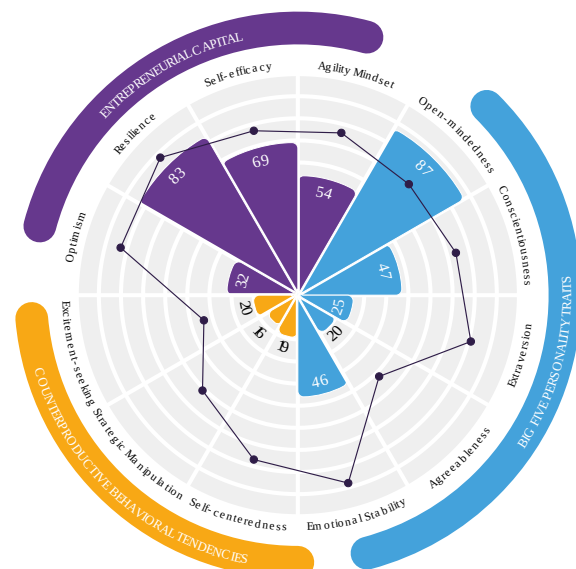 ENTREPRENEURIAL CAPITAL
Self-efficacy
Agility Mindset
Open-mindedness
Conscientiousness
Extraversion
Agreeableness
Emotional Stability
Self-centeredness
Strategic Manipulation
Excitement-seeking
Optimism
Resilience
BIG FIVE PERSONALITY TRAITS
COUNTERPRODUCTIVE BEHAVIORAL TENDENCIES
83
69
54
87
47
25
20
46
19
16
20
32